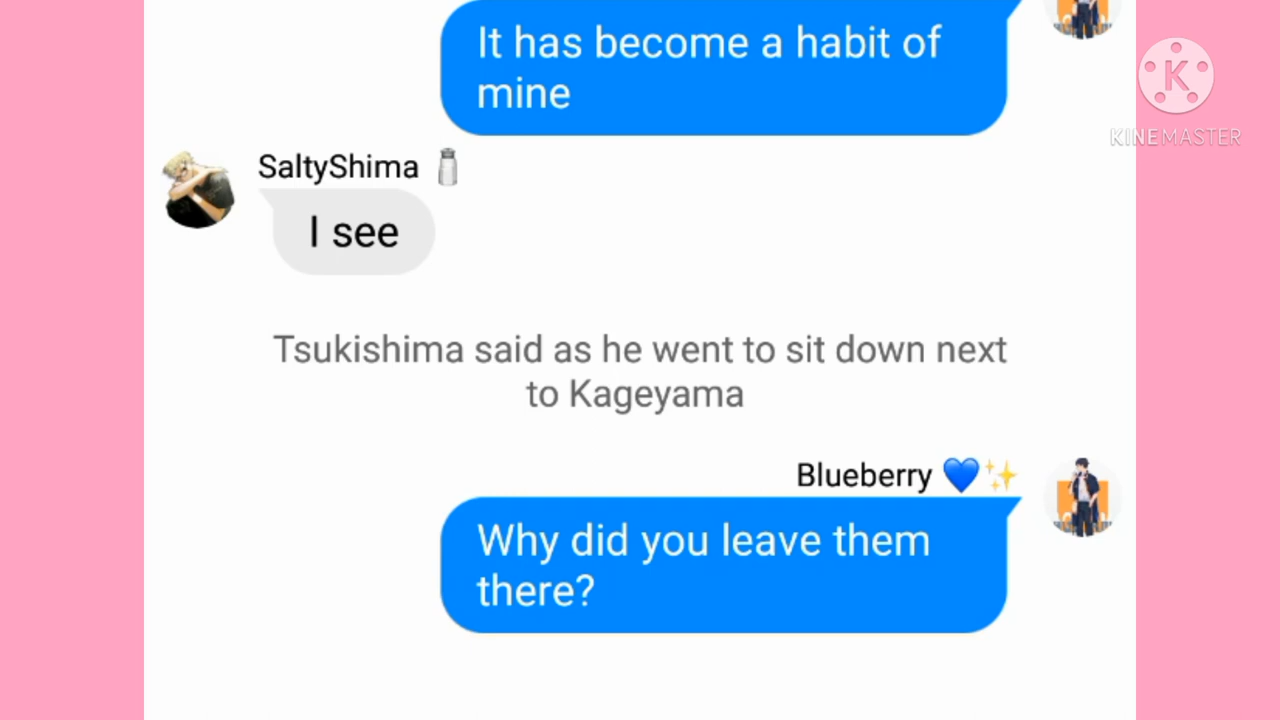 It has become a habit of
mine
KINEMASTER
SaltyShima
I see
Tsukishima said as he went to sit down next
to Kageyama
Blueberry 💙✨
Why did you leave them
there?